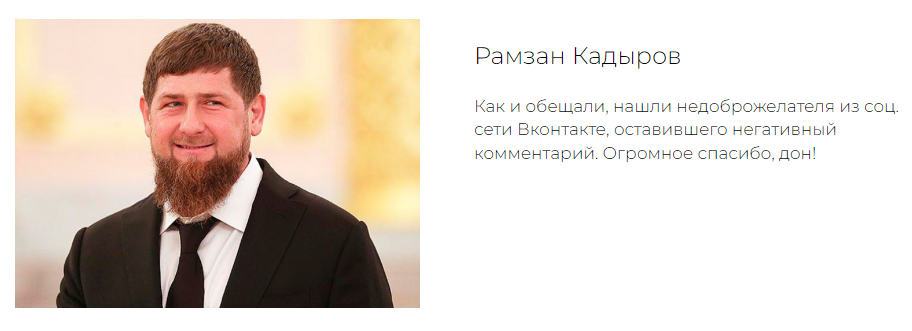 Рамзан Кадыров
Как и обещали, нашли недоброжелателя из соц.
сети Вконтакте, оставившего негативный
комментарий. Огромное спасибо, дон!